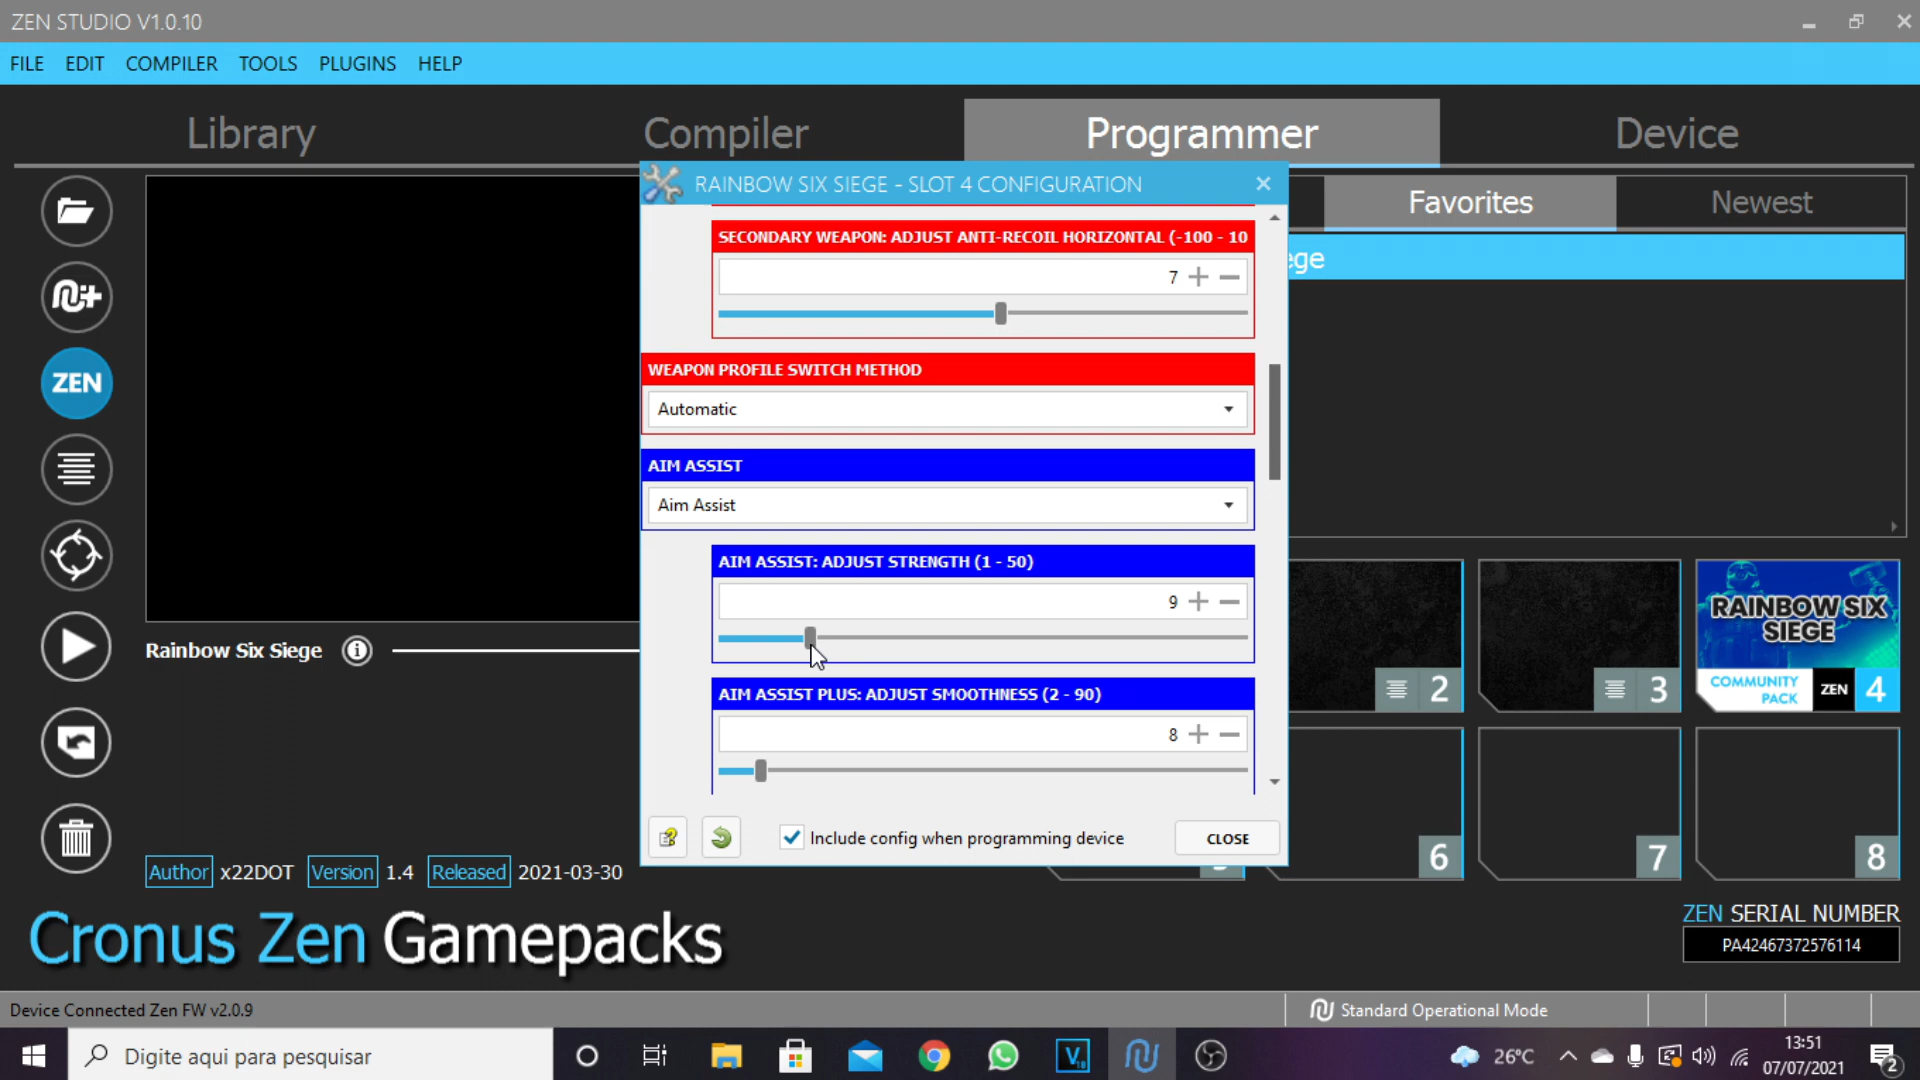 ZEN STUDIO V1.0.10
FILE EDIT COMPILER TOOLS PLUGINS HELP
Library Compiler Programmer Device
RAINBOW SIX SIEGE - SLOT 4 CONFIGURATION
Favorites Newest
SECONDARY WEAPON: ADJUST ANTI-RECOIL HORIZONTAL (-100 - 10
ege
7
WEAPON PROFILE SWITCH METHOD
Automatic
ZEN
AIM ASSIST
Aim Assist
AIM ASSIST: ADJUST STRENGTH (1 - 50)
9
RAINBOW SIX
SIEGE
Rainbow Six Siege
AIM ASSIST PLUS: ADJUST SMOOTHNESS (2 - 90)
2 3 COMMUNITY PACK ZEN 4
8
Include config when programming device CLOSE
6 7 8
Author x22DOT Version 1.4 Released 2021-03-30
Cronus Zen Gamepacks
ZEN SERIAL NUMBER
PA42467372576114
Device Connected Zen FW v2.0.9
Standard Operational Mode
Digite aqui para pesquisar
26°C
13:51
07/07/2021
2